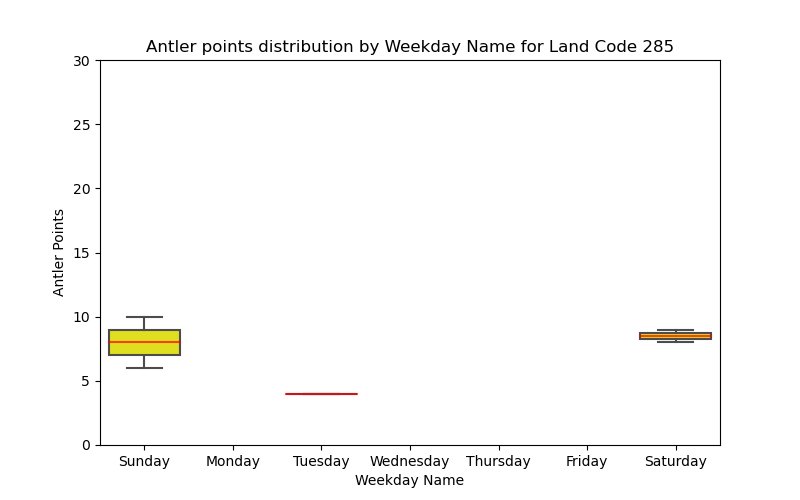 Antler points distribution by Weekday Name for Land Code 285
30
25
20
15
10
5
0
Antler Points
Sunday Monday Tuesday Wednesday Thursday Friday Saturday
Weekday Name